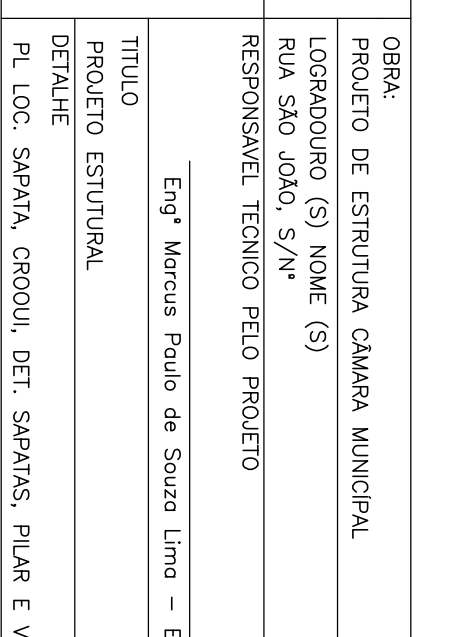 OBRA:
PROJETO DE ESTRUTURA CÂMARA MUNICÍPAL
LOGRADOURO (S) NOME (S)
RUA SÃO JOÃO, S/Nº
RESPONSAVEL TECNICO PELO PROJETO
Engº Marcus Paulo de Souza Lima –
TITULO
PROJETO ESTUTURAL
DETALHE
PL LOC. SAPATA, CROQUI, DET. SAPATAS, PILAR E